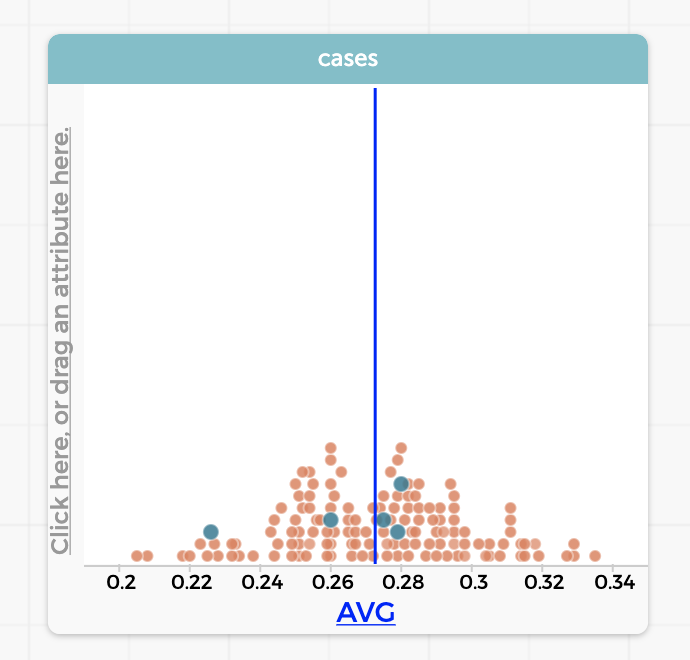 cases
Click here, or drag an attribute here.
0.2 0.22 0.24 0.26 0.28 0.3 0.32 0.34
AVG